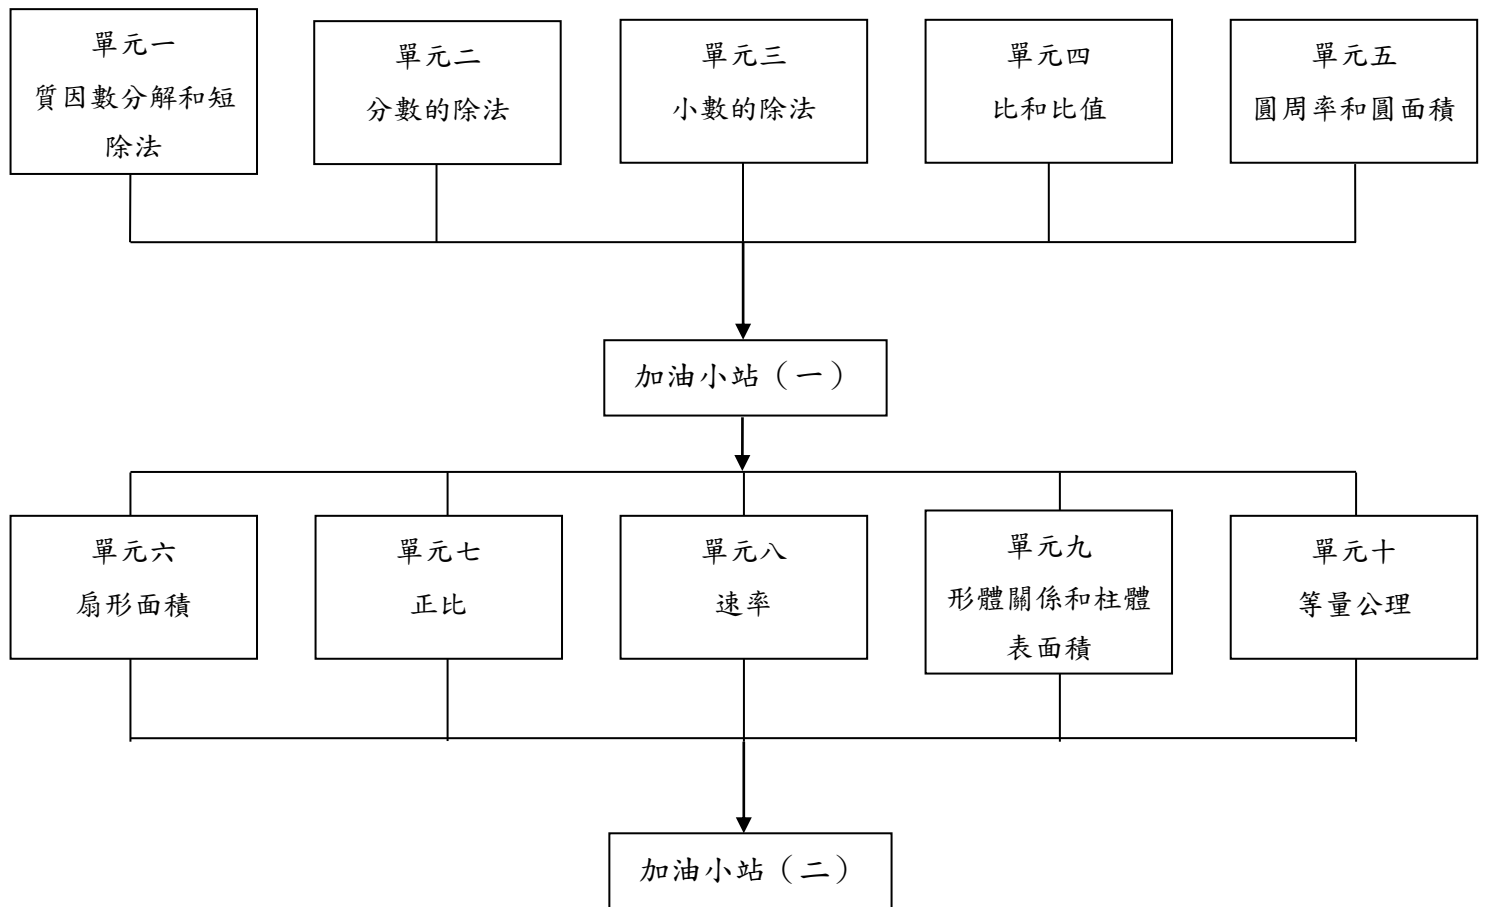 單元一
質因數分解和短
除法
單元二
分數的除法
單元三
小數的除法
單元四
比和比值
單元五
圓周率和圓面積
加油小站（一）
單元六
扇形面積
單元七
正比
單元八
速率
單元九
形體關係和柱體
表面積
單元十
等量公理
加油小站（二）